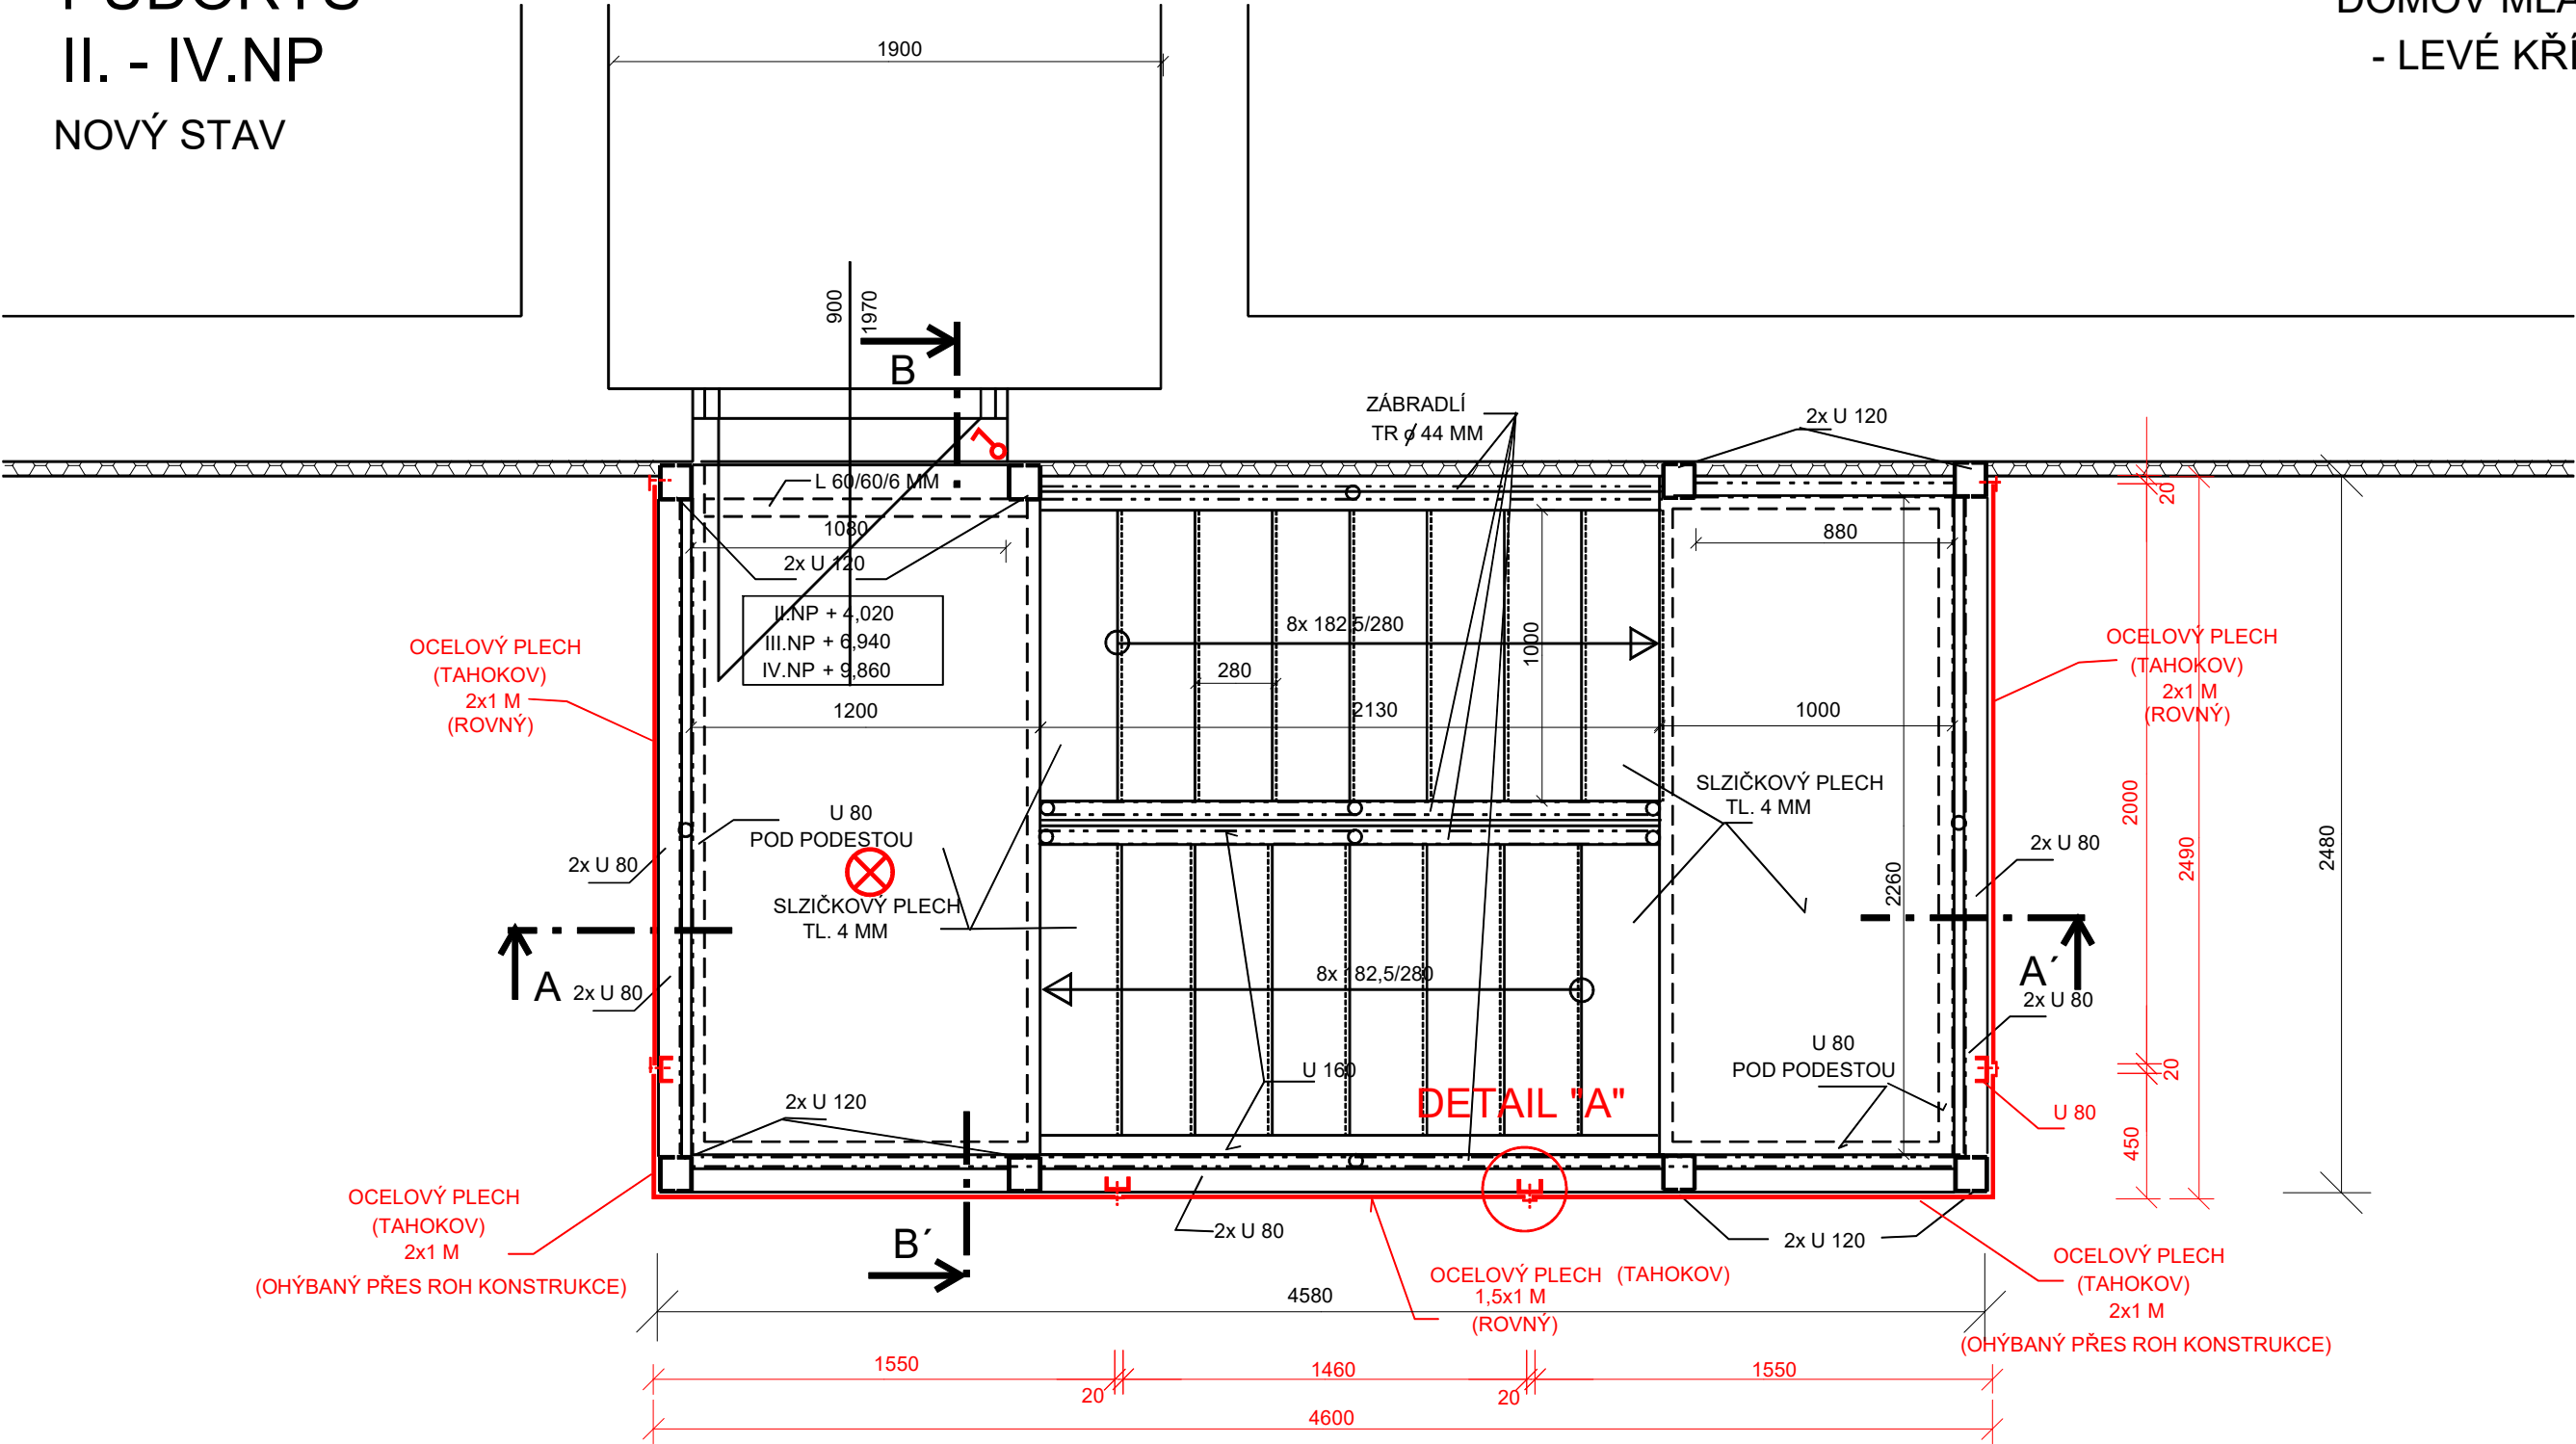 PŮDORYS
II. - IV.NP
NOVÝ STAV
- LEVÉ KŘÍ
1900
900
1970
B
ZÁBRADLÍ
TR ø 44 MM
2x U 120
L 60/60/6 MM
1080
2x U 120
880
20
II.NP + 4,020
III.NP + 6,940
IV.NP + 9,860
8x 182,5/280
1000
280
OCELOVÝ PLECH
(TAHOKOV)
2x1 M
(ROVNÝ)
OCELOVÝ PLECH
(TAHOKOV)
2x1 M
(ROVNÝ)
1200
2130
1000
SLZIČKOVÝ PLECH
TL. 4 MM
U 80
POD PODESTOU
2x U 80
2x U 80
2000
2490
2480
2260
SLZIČKOVÝ PLECH
TL. 4 MM
A
2x U 80
8x 182,5/280
A´
2x U 80
U 160
U 80
POD PODESTOU
20
DETAIL "A"
2x U 120
U 80
450
OCELOVÝ PLECH
(TAHOKOV)
2x1 M
(OHÝBANÝ PŘES ROH KONSTRUKCE)
B´
2x U 80
2x U 120
OCELOVÝ PLECH (TAHOKOV)
1,5x1 M
(ROVNÝ)
OCELOVÝ PLECH
(TAHOKOV)
2x1 M
(OHÝBANÝ PŘES ROH KONSTRUKCE)
4580
1550
20
1460
20
1550
4600